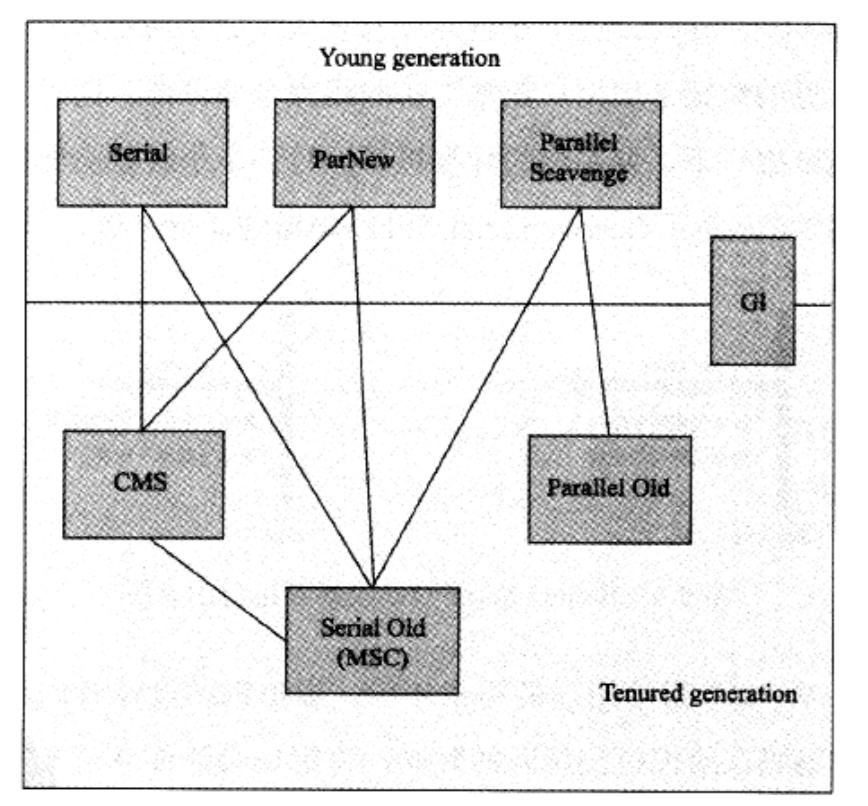 Young generation
Serial
ParNew
Parallel
Scavenge
G1
CMS
Parallel Old
Serial Old
(MSC)
Tenured generation